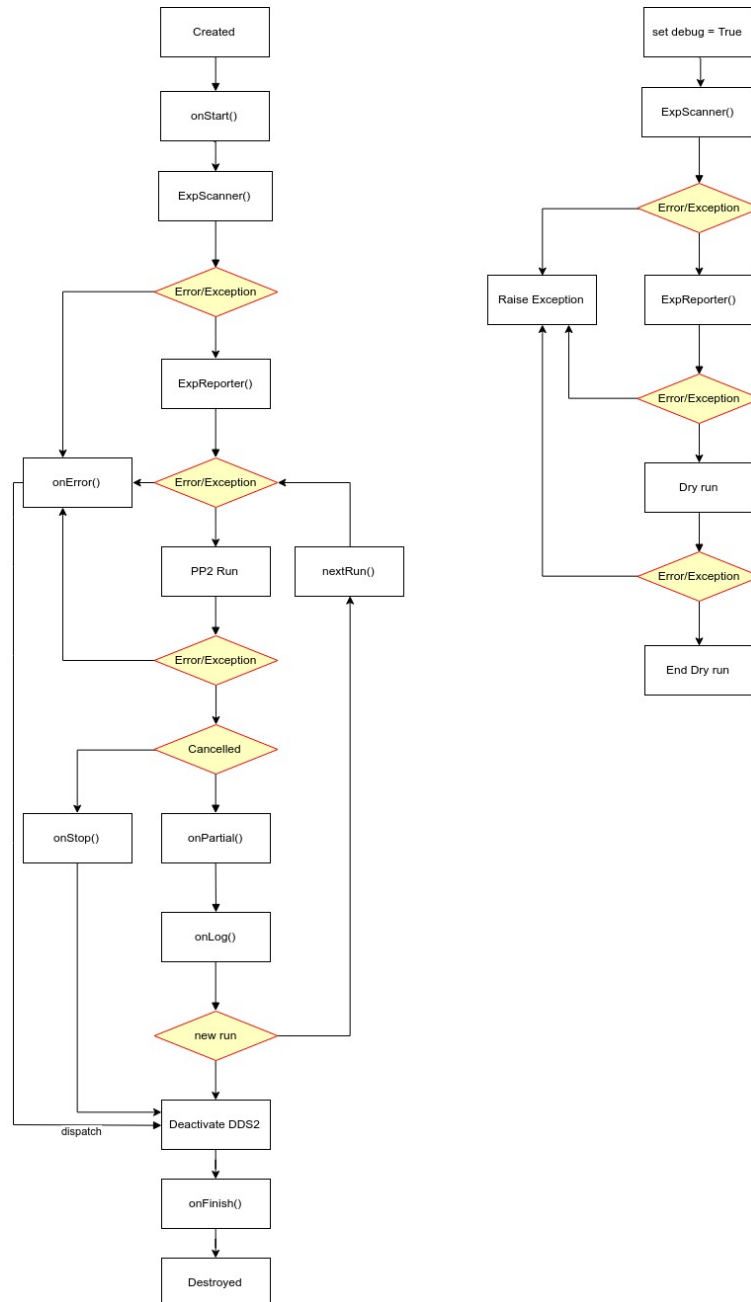 Created
onStart()
ExpScanner()
Error/Exception
ExpReporter()
onError()
Error/Exception
PP2 Run
nextRun()
Error/Exception
Cancelled
onStop()
onPartial()
onLog()
new run
Deactivate DDS2
dispatch
onFinish()
Destroyed
set debug = True
ExpScanner()
Error/Exception
Raise Exception
ExpReporter()
Error/Exception
Dry run
Error/Exception
End Dry run